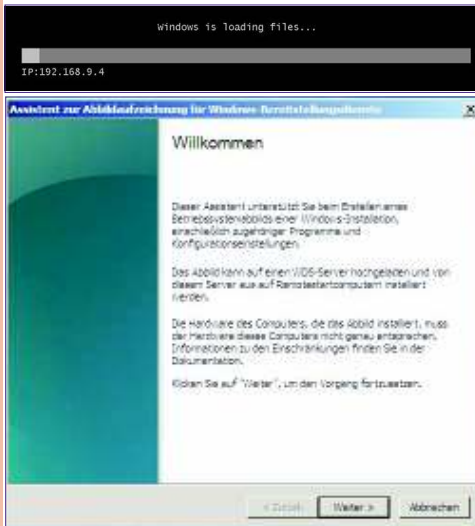 Windows is loading files...
IP:192.168.9.4
Assistent zur Abbildaufzeichnung für Windows-Bereitstellungsdienste
Willkommen
Dieser Assistent unterstützt Sie beim Erstellen eines
Betriebssystemabbilds einer Windows-Installation,
einschließlich zugehöriger Programme und
Konfigurationseinstellungen.
Das Abbild kann auf einen WDS-Server hochgeladen und von
diesem Server aus auf Remotestartcomputern installiert
werden.
Die Hardware des Computers, die das Abbild installiert, muss
der Hardware dieses Computers nicht genau entsprechen.
Informationen zu den Einschränkungen finden Sie in der
Dokumentation.
Klicken Sie auf "Weiter", um den Vorgang fortzusetzen.
< Zurück
Weiter >
Abbrechen